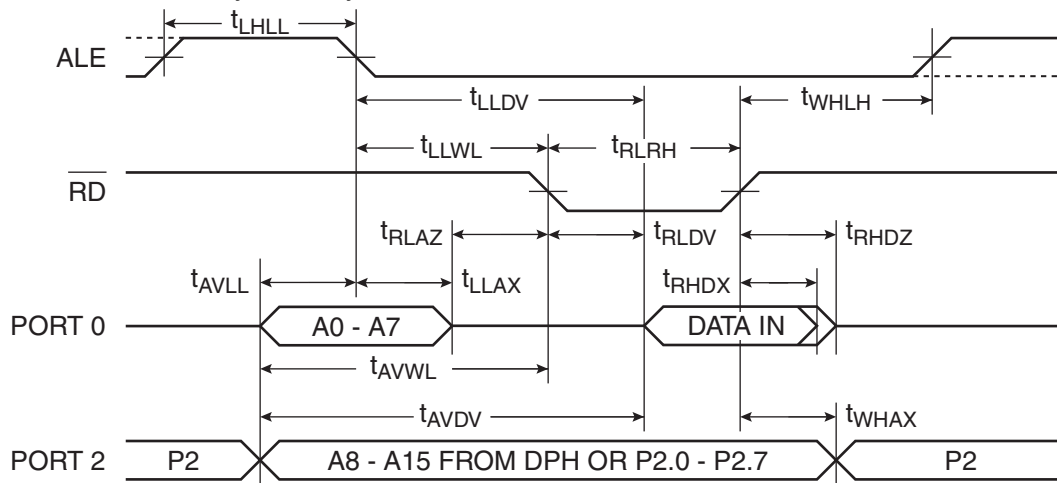 tLHLL
ALE
tLLDV
tWHLH
tLLWL
tRLRH
RD
tRLAZ
tRLDV
tRHDZ
tAVLL
tLLAX
tRHDX
PORT 0
A0 - A7
DATA IN
tAVWL
tAVDV
tWHAX
PORT 2
P2
A8 - A15 FROM DPH OR P2.0 - P2.7
P2